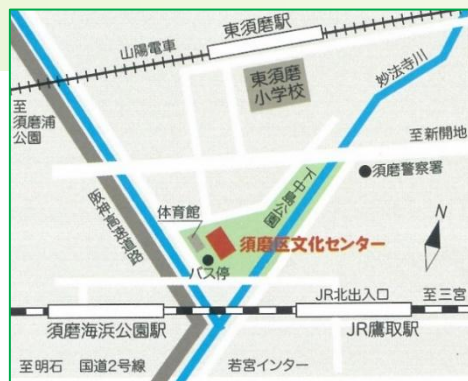 東須磨駅
山陽電車
東須磨
小学校
妙法寺川
至
須磨浦
公園
至新開地
下中島公園
須磨警察署
阪神高速道路
体育館
須磨区文化センター
バス停
N
JR北出入口
至三宮
須磨海浜公園駅
JR鷹取駅
至明石
国道2号線
若宮インター